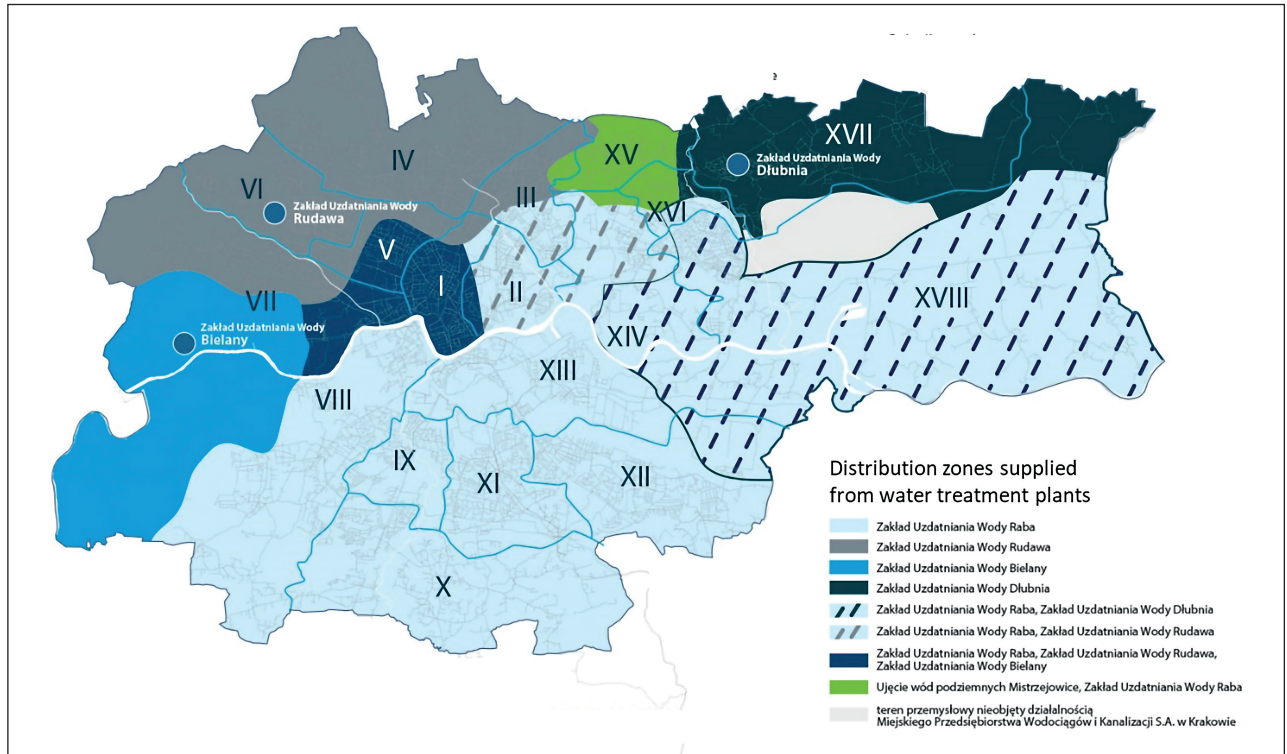 XVII
XV
IV
Zakład Uzdatniania Wody
Dłubnia
VI
III
Zakład Uzdatniania Wody
Rudawa
XVI
V
I
II
VII
XVIII
Zakład Uzdatniania Wody
Bielany
XIV
XIII
VIII
IX
XI
XII
X
Distribution zones supplied
from water treatment plants
Zakład Uzdatniania Wody Raba
Zakład Uzdatniania Wody Rudawa
Zakład Uzdatniania Wody Bielany
Zakład Uzdatniania Wody Dłubnia
Zakład Uzdatniania Wody Raba, Zakład Uzdatniania Wody Dłubnia
Zakład Uzdatniania Wody Raba, Zakład Uzdatniania Wody Rudawa
Zakład Uzdatniania Wody Raba, Zakład Uzdatniania Wody Rudawa,
Zakład Uzdatniania Wody Bielany
Ujęcie wód podziemnych Mistrzejowice, Zakład Uzdatniania Wody Raba
teren przemysłowy nieobjęty działalnością
Miejskiego Przedsiębiorstwa Wodociągów i Kanalizacji S.A. w Krakowie